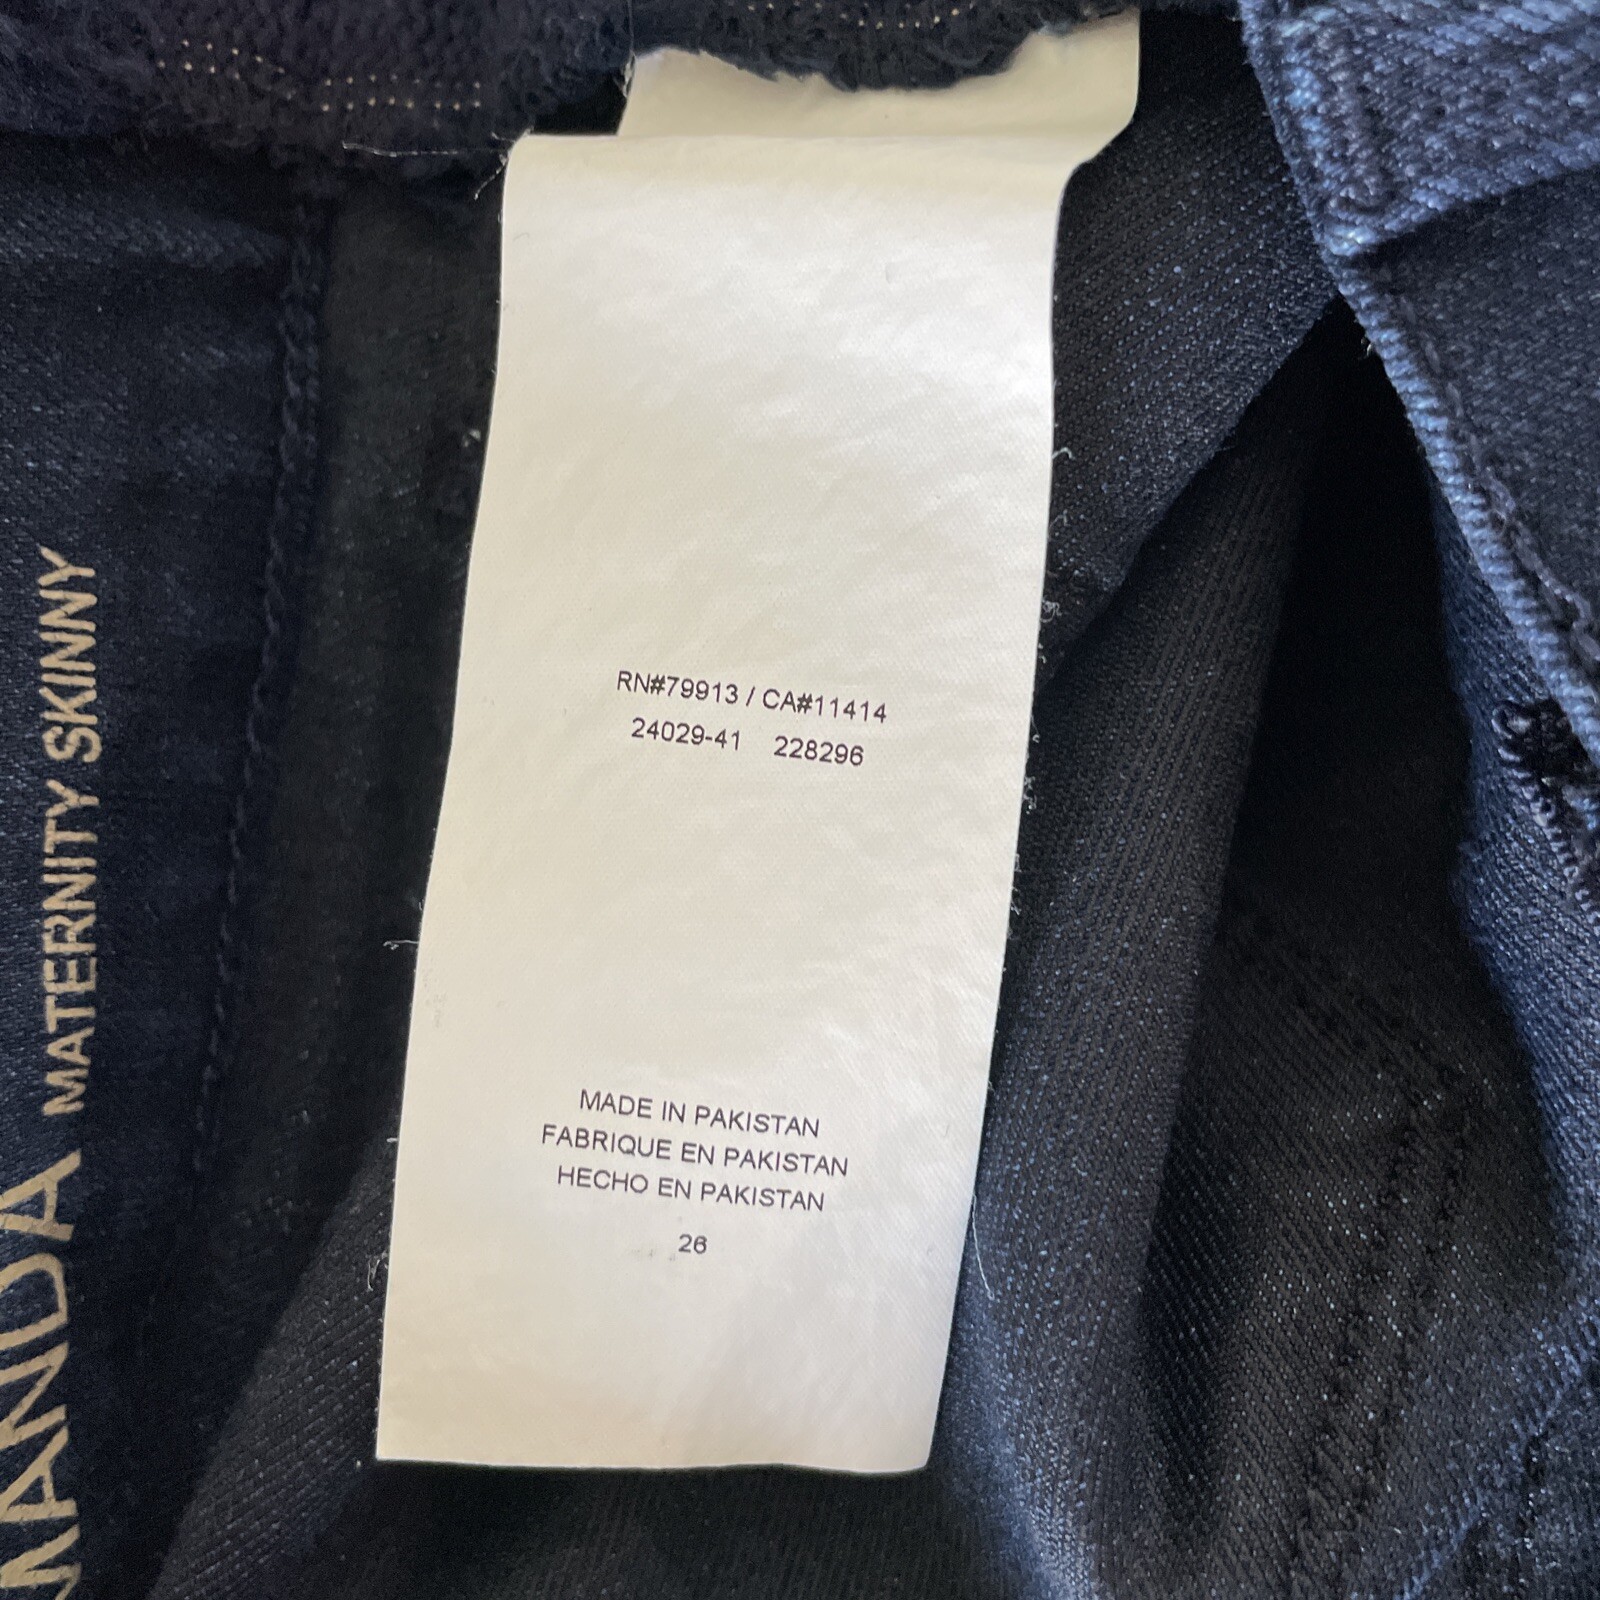 RN#79913 / CA#11414
24029-41 228296
MADE IN PAKISTAN
FABRIQUE EN PAKISTAN
HECHO EN PAKISTAN
26
MATERNITY SKINNY